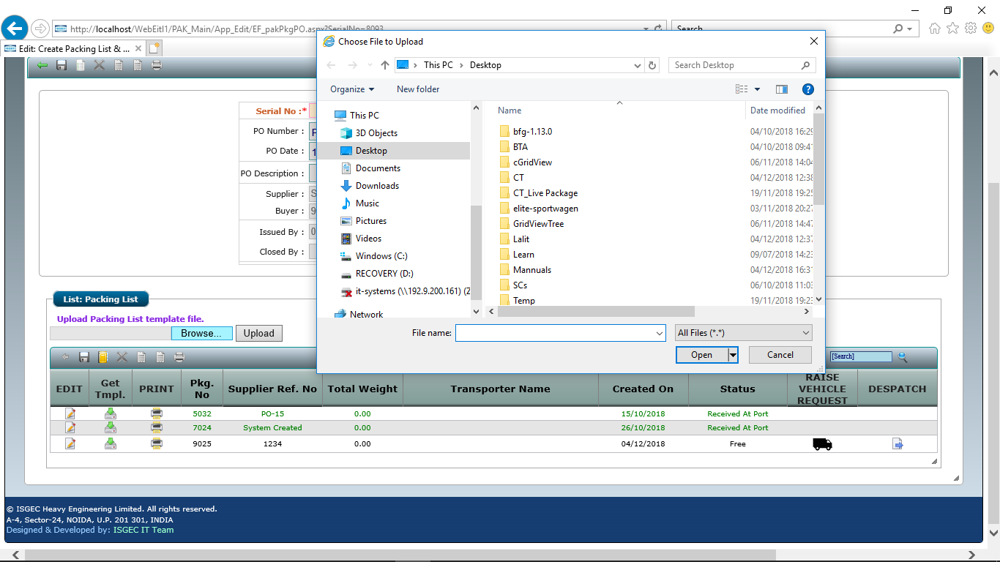 http://localhost/WebEitl1/PAK_Main/App_Edit/EF_pakPkgPO.aspx?SerialNo=8093
Search...
Edit: Create Packing List & ...
Choose File to Upload
This PC
Desktop
Search Desktop
Organize
New folder
This PC
3D Objects
Desktop
Documents
Downloads
Music
Pictures
Videos
Windows (C:)
RECOVERY (D:)
it-systems (\\192.9.200.161) (Z
Network
Name
Date modified
bfg-1.13.0
04/10/2018 16:29
BTA
04/10/2018 09:41
cGridView
06/11/2018 14:04
CT
04/12/2018 12:38
CT_Live Package
19/11/2018 19:25
elite-sportwagen
03/11/2018 20:27
GridViewTree
06/11/2018 14:47
Lalit
04/12/2018 12:37
Learn
09/07/2018 14:23
Mannuals
04/12/2018 16:31
SCs
06/10/2018 11:03
Temp
19/11/2018 19:23
File name:
All Files (*.*)
Open
Cancel
Serial No :*
PO Number :
PO Date : 1
PO Description :
Supplier : S
Buyer : 9
Issued By : 0
Closed By :
List: Packing List
Upload Packing List template file.
Browse...
Upload
[Search]
EDIT
Get Tmpl.
PRINT
Pkg. No
Supplier Ref. No
Total Weight
Transporter Name
Created On
Status
RAISE VEHICLE REQUEST
DESPATCH
5032 PO-15 0.00 15/10/2018 Received At Port
7024 System Created 0.00 26/10/2018 Received At Port
9025 1234 0.00 04/12/2018 Free
© ISGEC Heavy Engineering Limited. All rights reserved.
A-4, Sector-24, NOIDA, U.P. 201 301, INDIA
Designed & Developed by: ISGEC IT Team